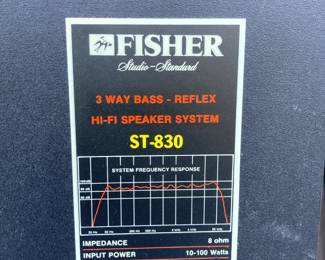 FISHER
Studio-Standard
3 WAY BASS - REFLEX
HI-FI SPEAKER SYSTEM
ST-830
SYSTEM FREQUENCY RESPONSE
IMPEDANCE 8 ohm
INPUT POWER 10-100 Watts